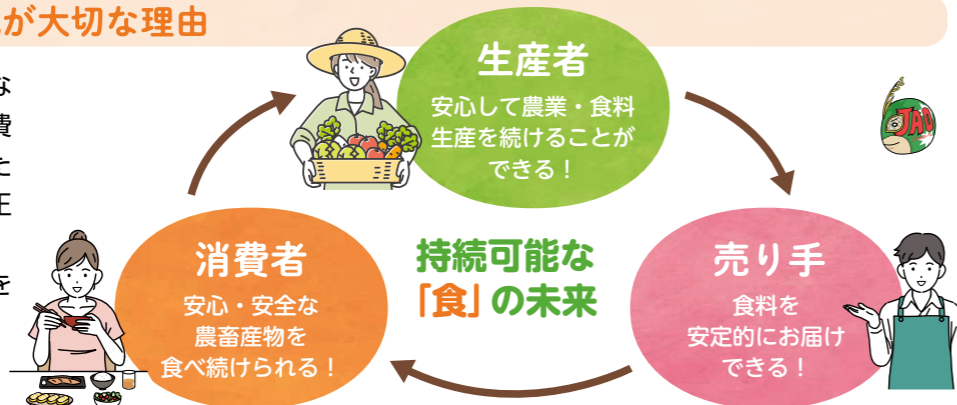 が大切な理由
な
費
た
正
を
生産者
安心して農業・食料
生産を続けることが
できる！
JAO
消費者
安心・安全な
農畜産物を
食べ続けられる！
持続可能な
「食」の未来
売り手
食料を
安定的にお届け
できる！